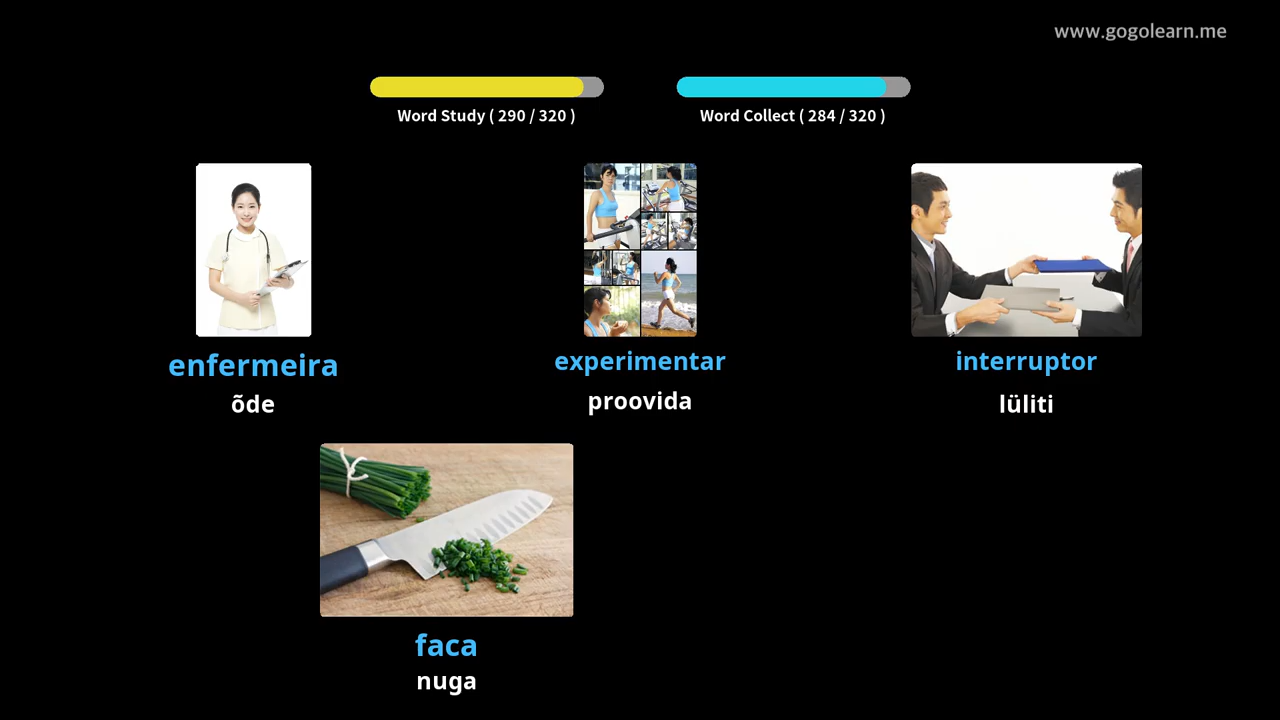 www.gogolearn.me
Word Study ( 290 / 320 )
Word Collect ( 284 / 320 )
enfermeira
õde
experimentar
proovida
interruptor
lüliti
faca
nuga